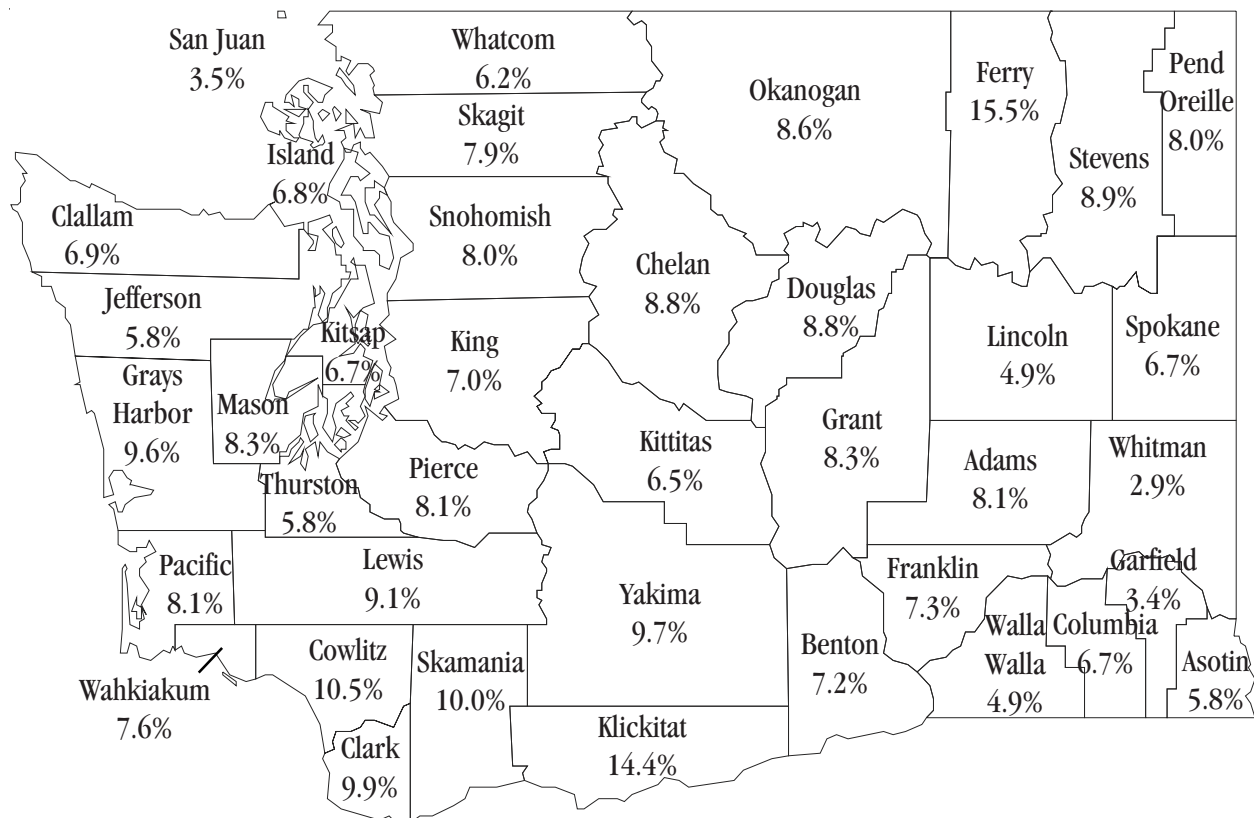 San Juan
3.5%
Whatcom
6.2%
Skagit
7.9%
Island
6.8%
Okanogan
8.6%
Ferry
15.5%
Pend
Oreille
8.0%
Stevens
8.9%
Clallam
6.9%
Snohomish
8.0%
Chelan
8.8%
Douglas
8.8%
Jefferson
5.8%
Kitsap
6.7%
King
7.0%
Lincoln
4.9%
Spokane
6.7%
Grays
Harbor
9.6%
Mason
8.3%
Kittitas
6.5%
Grant
8.3%
Adams
8.1%
Whitman
2.9%
Thurston
5.8%
Pierce
8.1%
Pacific
8.1%
Lewis
9.1%
Yakima
9.7%
Franklin
7.3%
Garfield
3.4%
Wahkiakum
7.6%
Cowlitz
10.5%
Skamania
10.0%
Benton
7.2%
Walla
Walla
4.9%
Columbia
6.7%
Asotin
5.8%
Clark
9.9%
Klickitat
14.4%